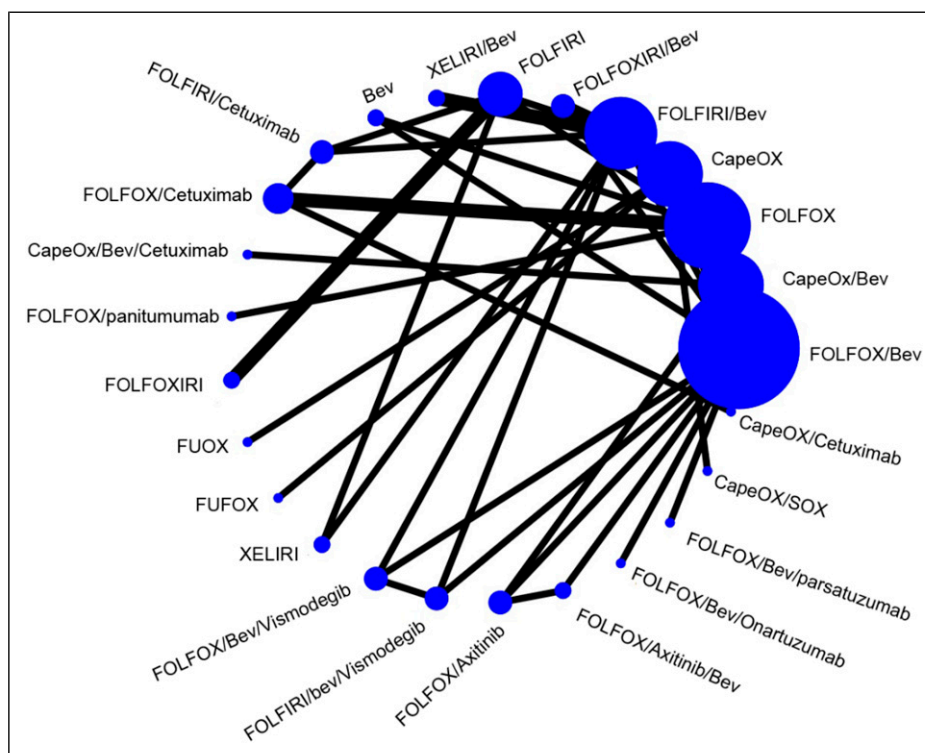 XELIRI/Bev
FOLFIRI
FOLFOXIRI/Bev
Bev
FOLFIRI/Cetuximab
FOLFIRI/Bev
CapeOX
FOLFOX/Cetuximab
FOLFOX
CapeOx/Bev/Cetuximab
CapeOx/Bev
FOLFOX/panitumumab
FOLFOX/Bev
FOLFOXIRI
CapeOX/Cetuximab
FUOX
CapeOX/SOX
FUFOX
FOLFOX/Bev/parsatuzumab
XELIRI
FOLFOX/Bev/Onartuzumab
FOLFOX/Bev/Vismodegib
FOLFIRI/bev/Vismodegib
FOLFOX/Axitinib
FOLFOX/Axitinib/Bev